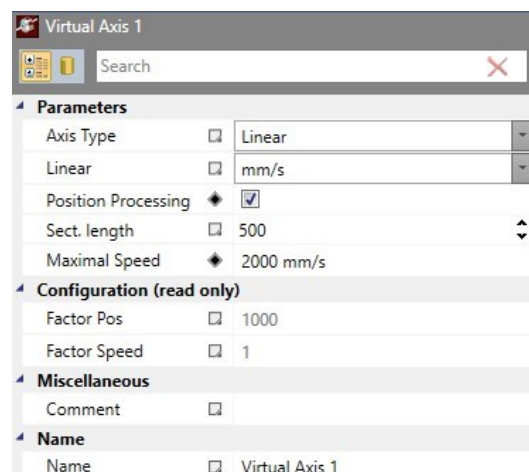 Virtual Axis 1
Search
Parameters
Axis Type Linear
Linear mm/s
Position Processing
Sect. length 500
Maximal Speed 2000 mm/s
Configuration (read only)
Factor Pos 1000
Factor Speed 1
Miscellaneous
Comment
Name
Name Virtual Axis 1